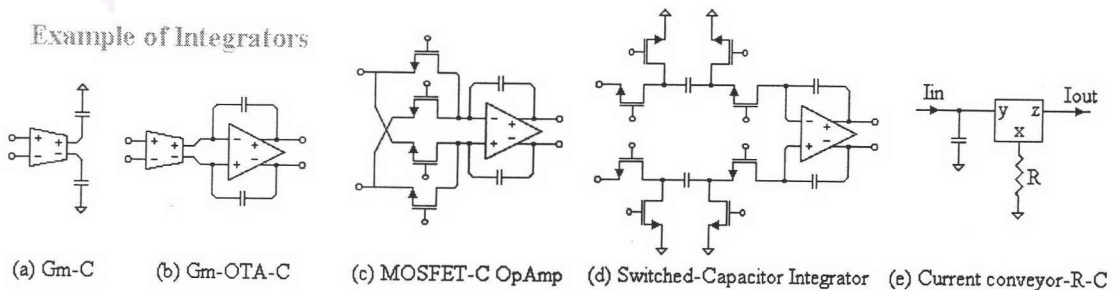 Example of Integrators
Iin
Iout
y
z
x
R
+
−
+
−
+
−
+
−
−
+
+
−
−
+
+
−
−
+
+
−
(a) Gm-C
(b) Gm-OTA-C
(c) MOSFET-C OpAmp
(d) Switched-Capacitor Integrator
(e) Current conveyor-R-C